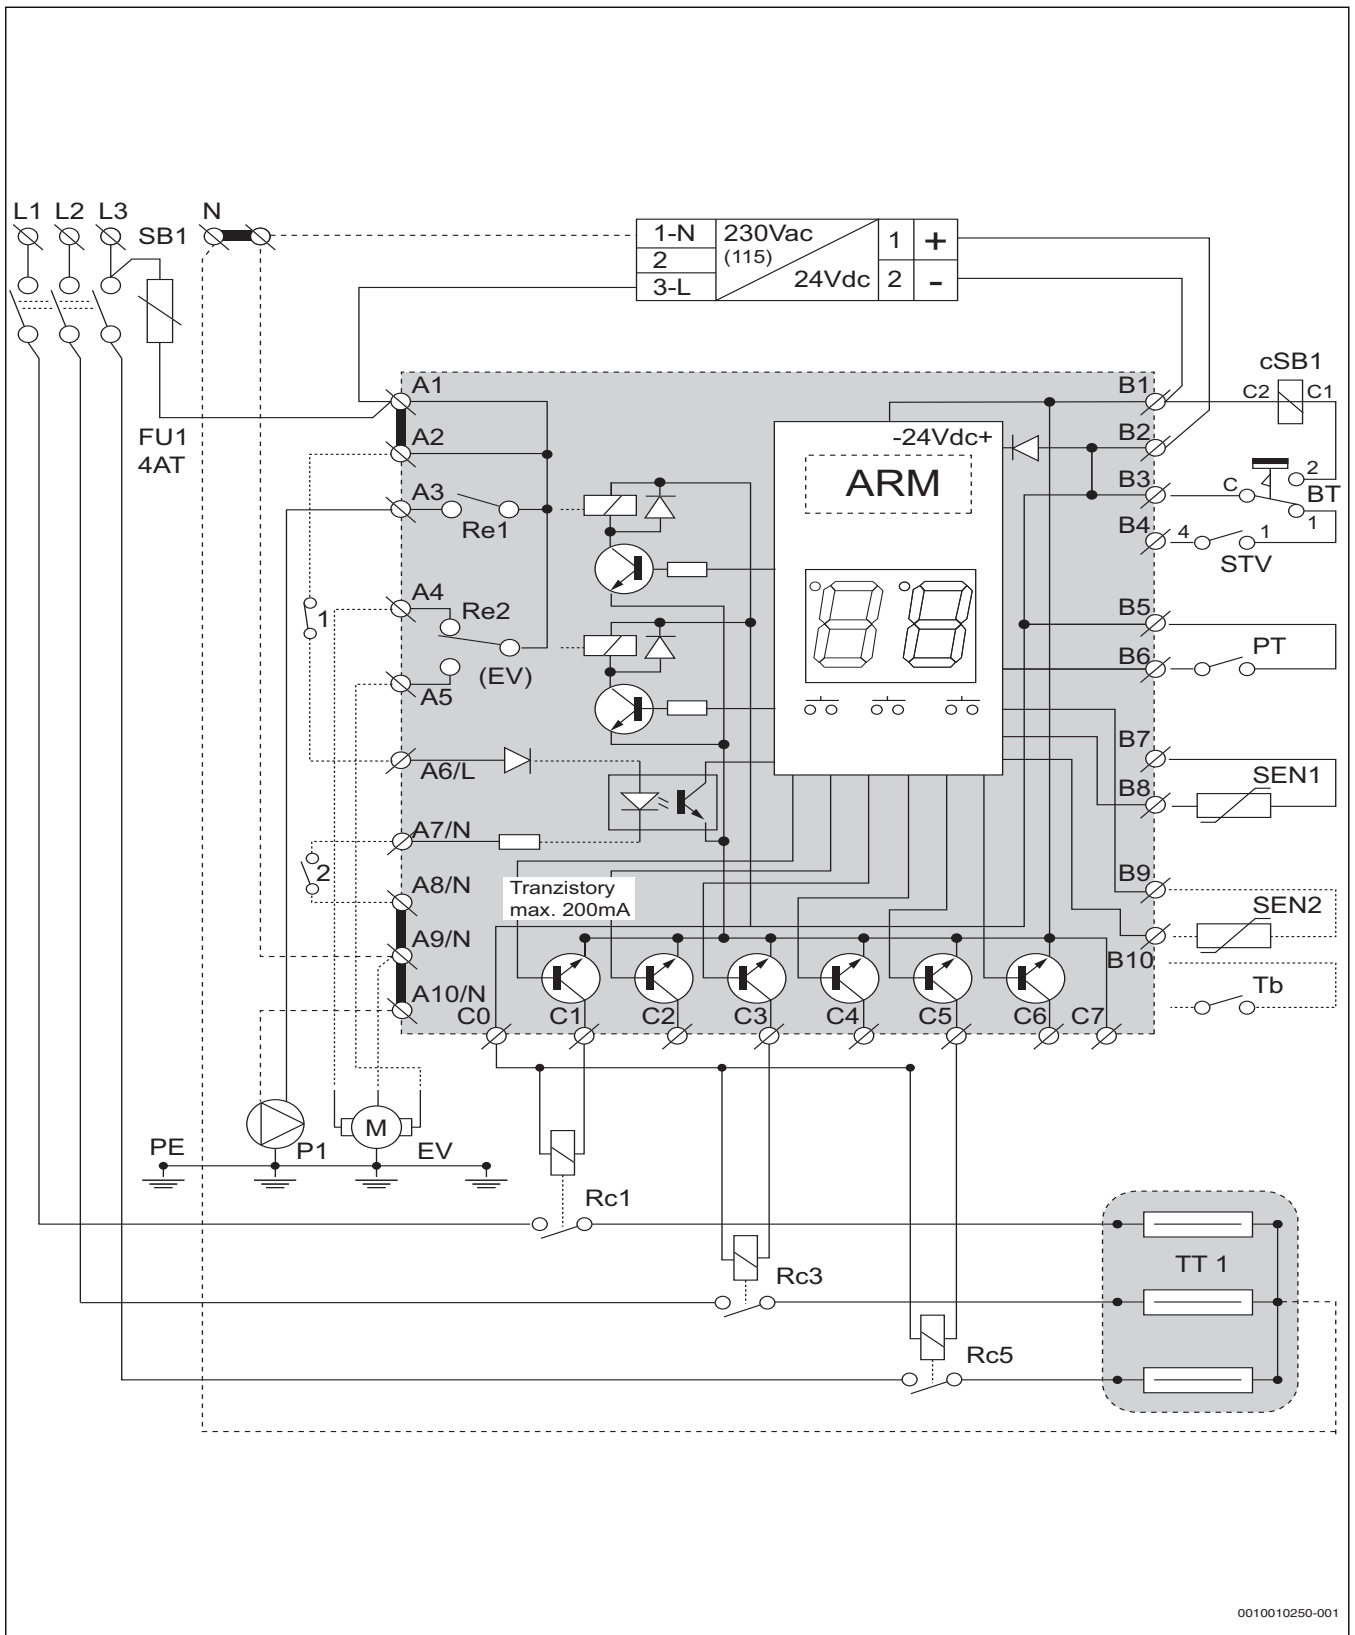 L1 L2 L3
SB1
N
1-N
2
3-L
230Vac
(115)
24Vdc
1 +
2 -
FU1
4AT
A1
A2
A3
Re1
A4
Re2
(EV)
A5
A6/L
A7/N
A8/N
A9/N
A10/N
1
2
-24Vdc+
ARM
B1
B2
B3
B4
B5
B6
B7
B8
B9
B10
cSB1
C2 C1
2
C
BT
1
4 1
STV
PT
SEN1
SEN2
Tb
Tranzistory
max. 200mA
C0 C1 C2 C3 C4 C5 C6 C7
PE
P1
M
EV
Rc1
Rc3
Rc5
TT 1
0010010250-001